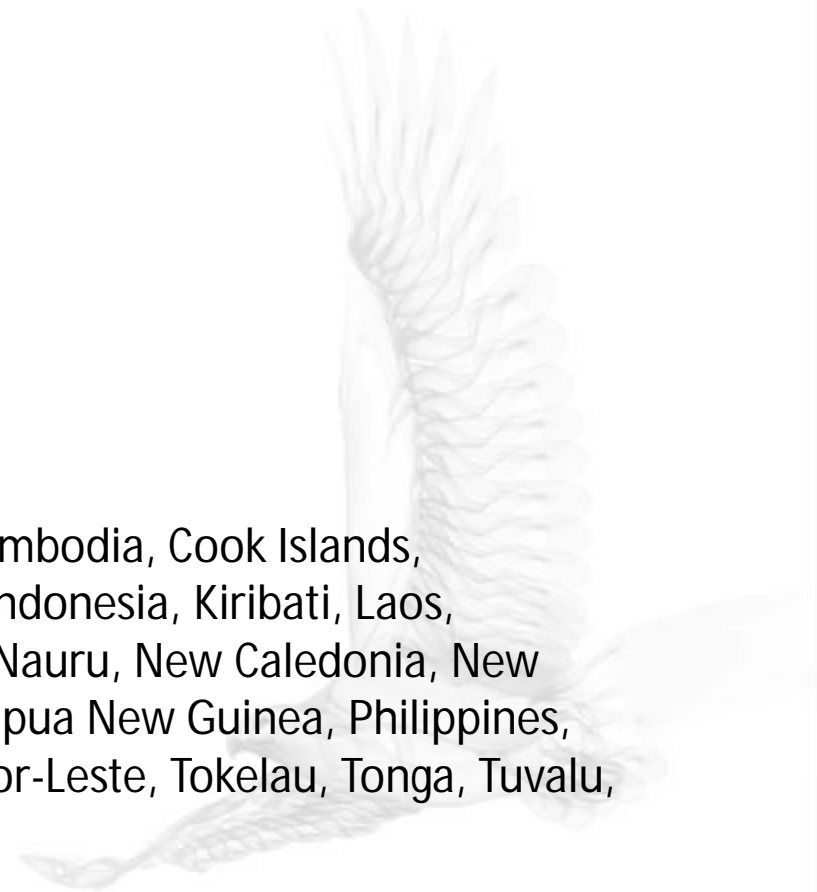 mbodia, Cook Islands,
ndonesia, Kiribati, Laos,
Nauru, New Caledonia, New
pua New Guinea, Philippines,
or-Leste, Tokelau, Tonga, Tuvalu,